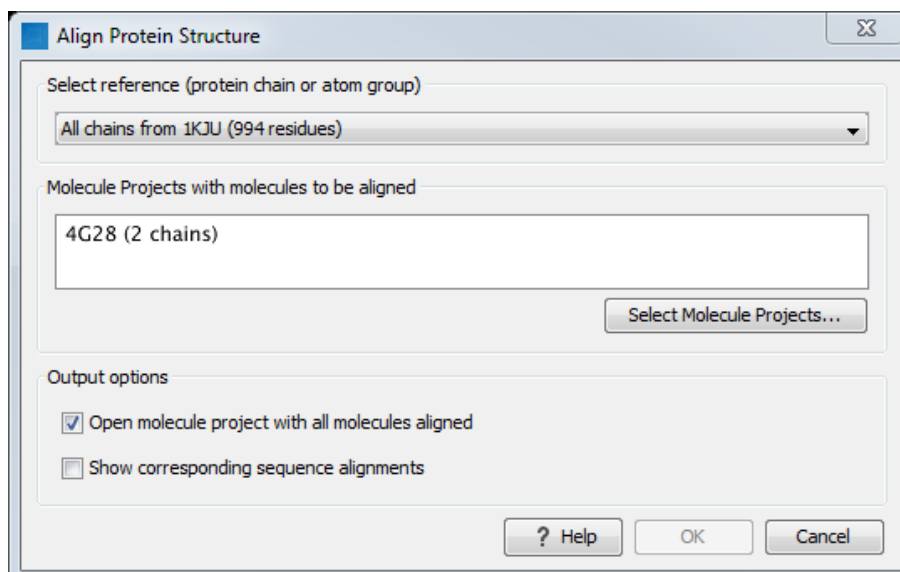 Align Protein Structure
Select reference (protein chain or atom group)
All chains from 1KJU (994 residues)
Molecule Projects with molecules to be aligned
4G28 (2 chains)
Select Molecule Projects...
Output options
Open molecule project with all molecules aligned
Show corresponding sequence alignments
? Help
OK
Cancel